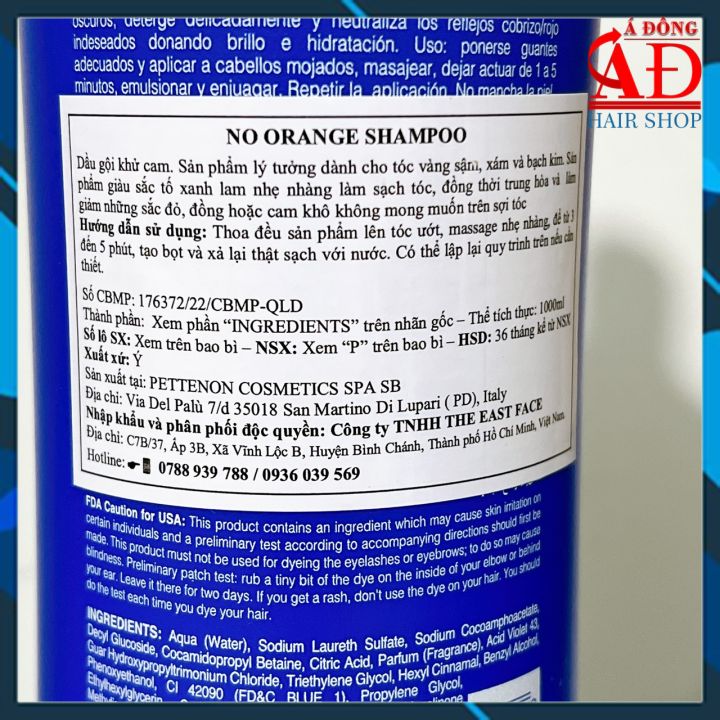 oscuros, deterge delicadamente y neutraliza los reflejos cobrizo/rojo
indeseados donando brillo e hidratación. Uso: ponerse guantes
adecuados y aplicar a cabellos mojados, masajear, dejar actuar de 1 a 5
minutos, emulsionar y enjuagar. Repetir la aplicación. No mancha la piel.
Á ĐÔNG
AD
HAIR SHOP
NO ORANGE SHAMPOO
Dầu gội khử cam. Sản phẩm lý tưởng dành cho tóc vàng sậm, xám và bạch kim. Sản
phẩm giàu sắc tố xanh lam nhẹ nhàng làm sạch tóc, đồng thời trung hòa và làm
giảm những sắc đỏ, đồng hoặc cam khô không mong muốn trên sợi tóc
Hướng dẫn sử dụng: Thoa đều sản phẩm lên tóc ướt, massage nhẹ nhàng, để từ 3
đến 5 phút, tạo bọt và xả lại thật sạch với nước. Có thể lập lại quy trình trên nếu cần
thiết.
Số CBMP: 176372/22/CBMP-QLD
Thành phần: Xem phần “INGREDIENTS” trên nhãn gốc – Thể tích thực: 1000ml
Số lô SX: Xem trên bao bì – NSX: Xem “P” trên bao bì – HSD: 36 tháng kể từ NSX
Xuất xứ: Ý
Sản xuất tại: PETTENON COSMETICS SPA SB
Địa chỉ: Via Del Palù 7/d 35018 San Martino Di Lupari ( PD), Italy
Nhập khẩu và phân phối độc quyền: Công ty TNHH THE EAST FACE
Địa chỉ: C7B/37, Ấp 3B, Xã Vĩnh Lộc B, Huyện Bình Chánh, Thành phố Hồ Chí Minh, Việt Nam.
Hotline: 0788 939 788 / 0936 039 569
FDA Caution for USA: This product contains an ingredient which may cause skin irritation on
certain individuals and a preliminary test according to accompanying directions should first be
made. This product must not be used for dyeing the eyelashes or eyebrows; to do so may cause
blindness. Preliminary patch test: rub a tiny bit of the dye on the inside of your elbow or behind
your ear. Leave it there for two days. If you get a rash, don't use the dye on your hair. You should
do the test each time you dye your hair.
INGREDIENTS: Aqua (Water), Sodium Laureth Sulfate, Sodium Cocoamphoacetate,
Decyl Glucoside, Cocamidopropyl Betaine, Citric Acid, Parfum (Fragrance), Acid Violet 43,
Guar Hydroxypropyltrimonium Chloride, Triethylene Glycol, Hexyl Cinnamal, Benzyl Alcohol,
Phenoxyethanol, CI 42090 (FD&C BLUE 1), Propylene Glycol,
Ethylhexylglycerin,